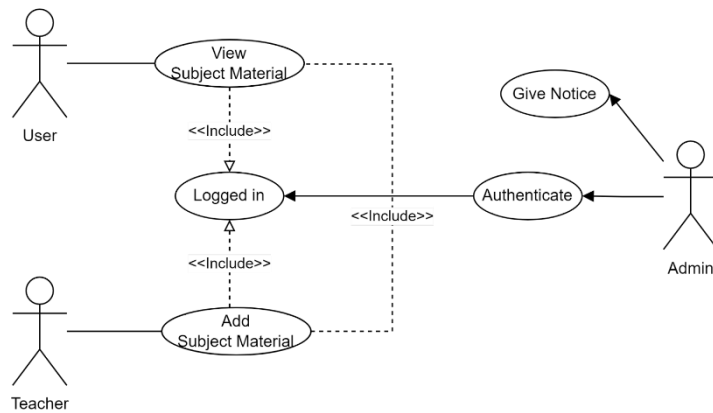 View
Subject Material
Give Notice
<<Include>>
User
Logged in
Authenticate
<<Include>>
<<Include>>
Admin
Add
Subject Material
Teacher